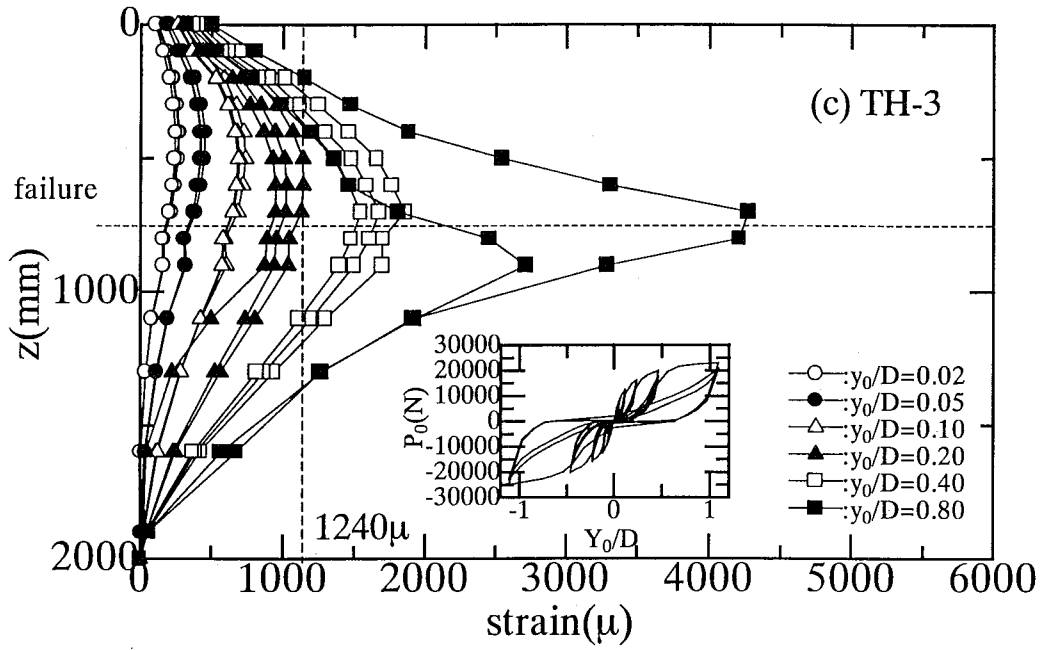 0
(c) TH-3
failure
1000
z(mm)
30000
20000
10000
0
-10000
-20000
-30000
P₀(N)
-1 0 1
Y₀/D
:y₀/D=0.02
:y₀/D=0.05
:y₀/D=0.10
:y₀/D=0.20
:y₀/D=0.40
:y₀/D=0.80
1240μ
2000
0 1000 2000 3000 4000 5000 6000
strain(μ)